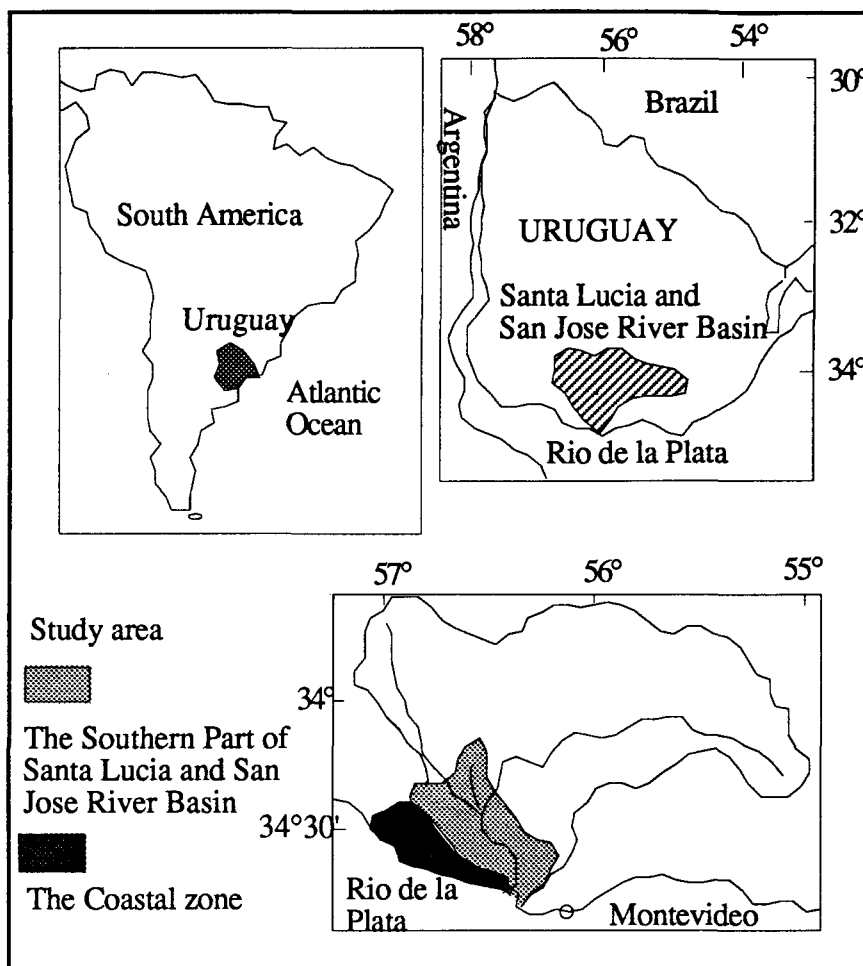 South America
Uruguay
Atlantic
Ocean
58° 56° 54°
30°
Brazil
Argentina
32°
URUGUAY
Santa Lucia and
San Jose River Basin
34°
Rio de la Plata
Study area
The Southern Part of
Santa Lucia and San
Jose River Basin
The Coastal zone
57° 56° 55°
34°
34°30'
Rio de la
Plata
Montevideo